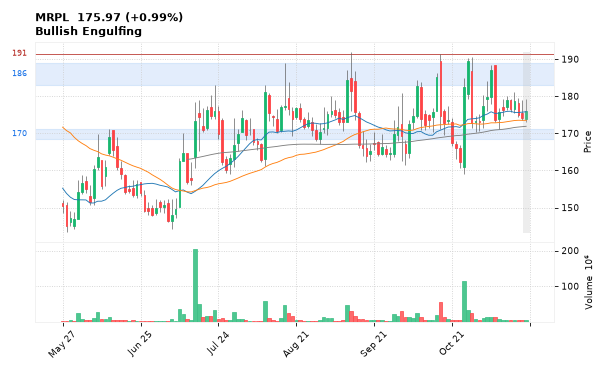 MRPL 175.97 (+0.99%)
Bullish Engulfing
191
186
170
190
180
170
160
150
Price
200
100
Volume 10⁶
May 27
Jun 25
Jul 24
Aug 21
Sep 21
Oct 21